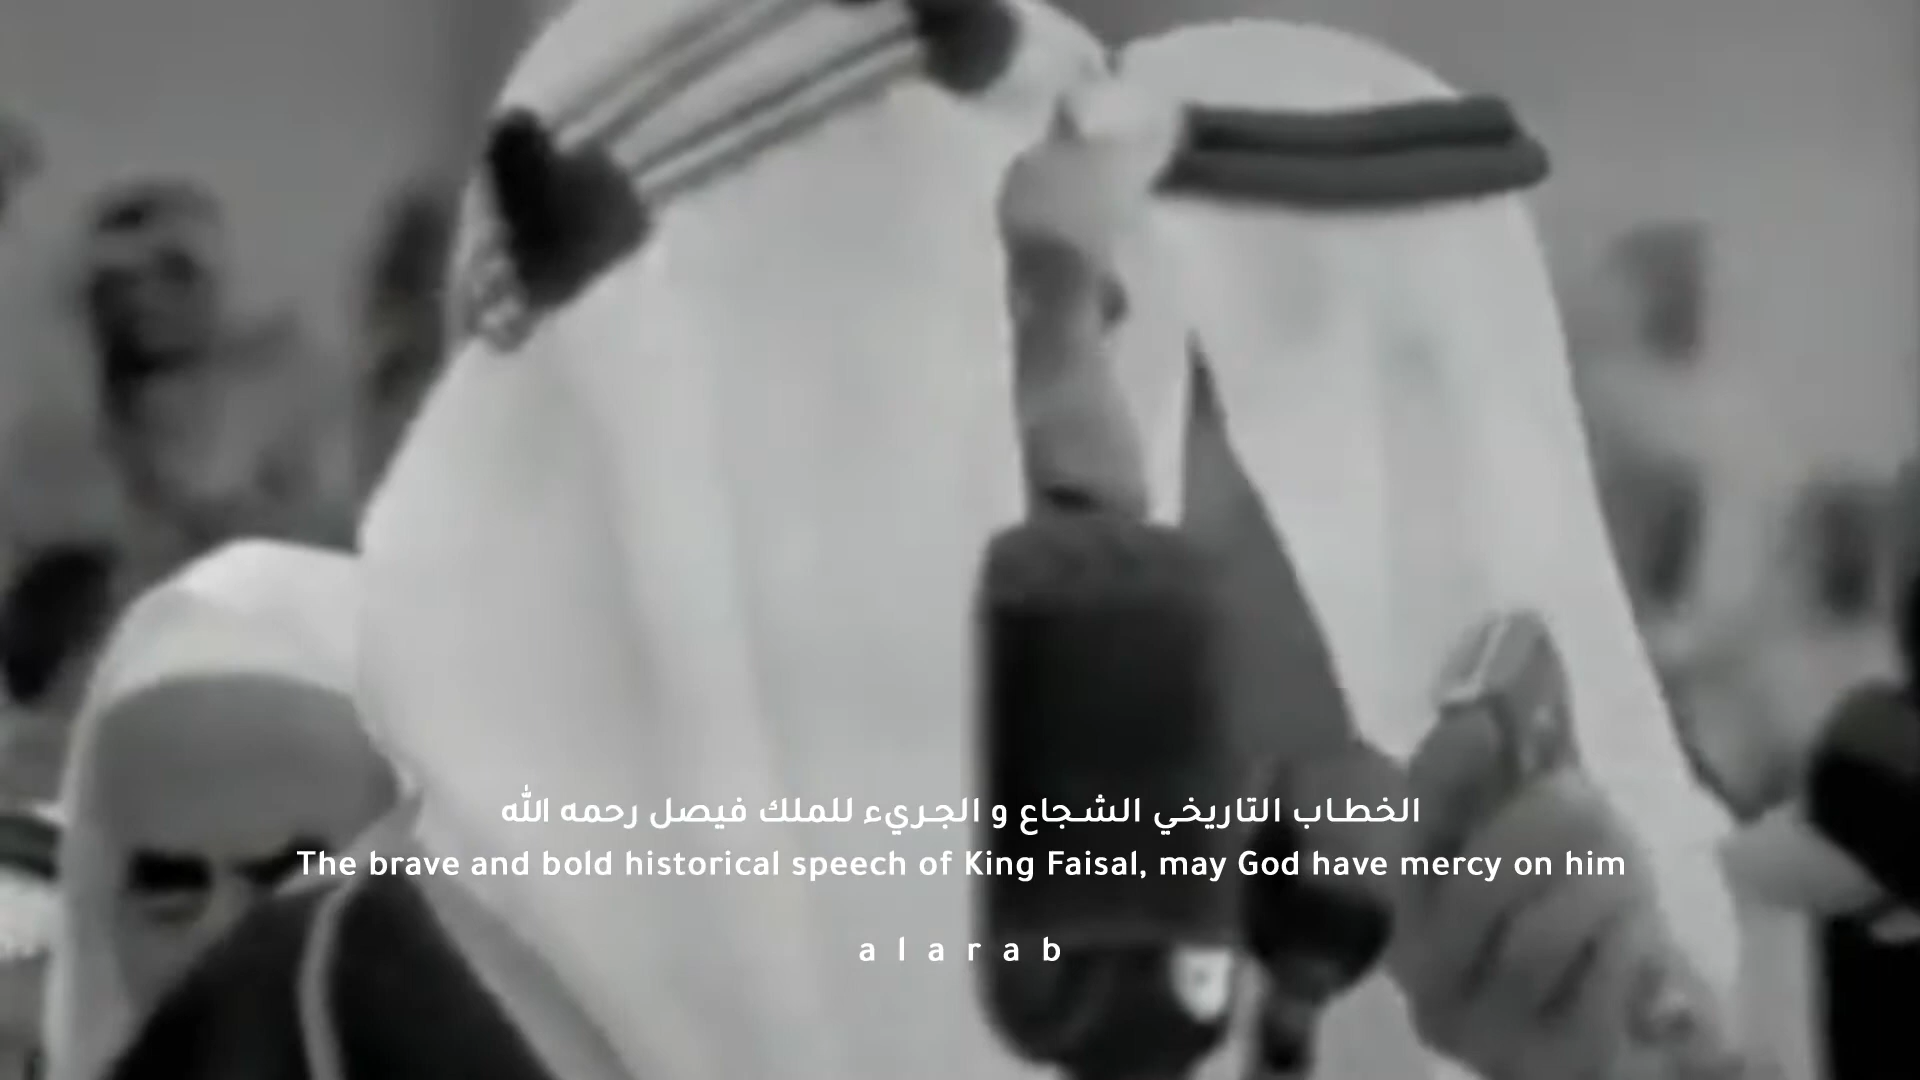 الخطاب التاريخي الشجاع و الجريء للملك فيصل رحمه الله
The brave and bold historical speech of King Faisal, may God have mercy on him
alarab